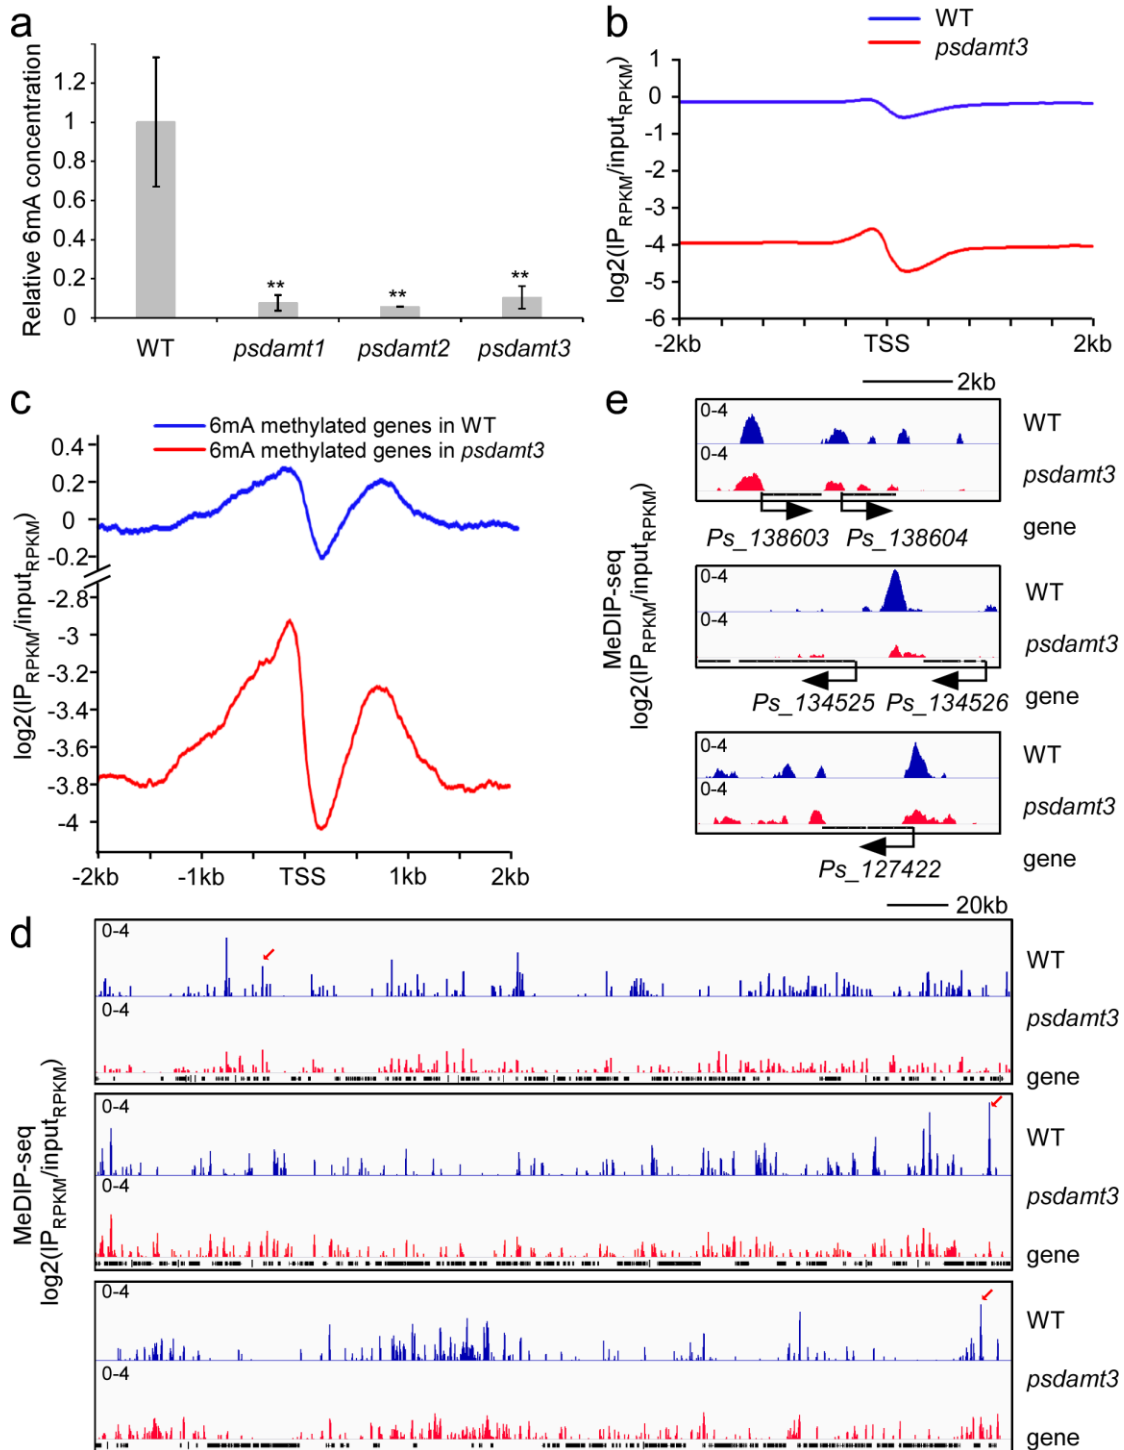 a
Relative 6mA concentration
1.2
1
0.8
0.6
0.4
0.2
0
**
**
**
WT
psdamt1
psdamt2
psdamt3
b
WT
psdamt3
log2(IPRPKM/inputRPKM)
1
0
-1
-2
-3
-4
-5
-6
-2kb
TSS
2kb
c
6mA methylated genes in WT
6mA methylated genes in psdamt3
log2(IPRPKM/inputRPKM)
0.4
0.2
0
-0.2
-2.8
-3
-3.2
-3.4
-3.6
-3.8
-4
-2kb
-1kb
TSS
1kb
2kb
e
2kb
MeDIP-seq
log2(IPRPKM/inputRPKM)
0-4
WT
0-4
psdamt3
gene
Ps_138603
Ps_138604
0-4
WT
0-4
psdamt3
gene
Ps_134525
Ps_134526
0-4
WT
0-4
psdamt3
gene
Ps_127422
d
20kb
MeDIP-seq
log2(IPRPKM/inputRPKM)
0-4
WT
0-4
psdamt3
gene
0-4
WT
0-4
psdamt3
gene
0-4
WT
0-4
psdamt3
gene